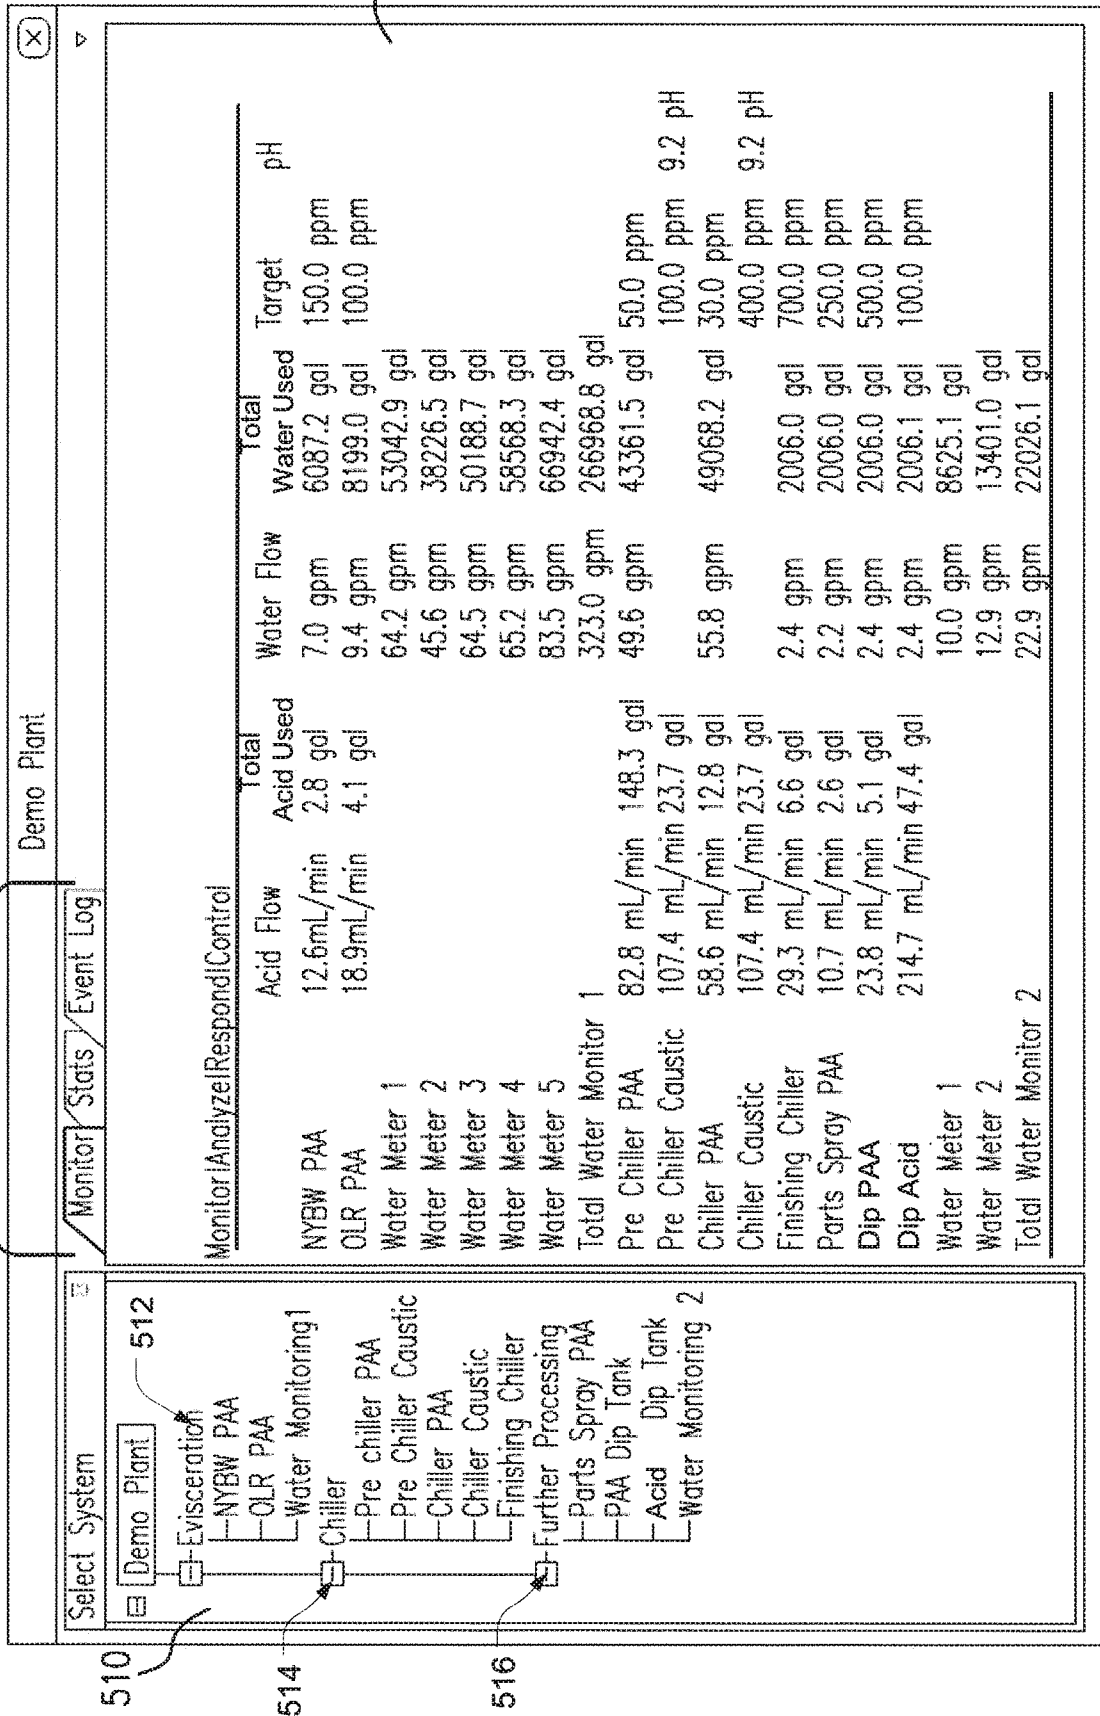 Demo Plant
Select System
Monitor Stats Event Log
510
Demo Plant
Evisceration
512
NYBW PAA
OLR PAA
Water Monitoring1
514
Chiller
Pre chiller PAA
Pre Chiller Caustic
Chiller PAA
Chiller Caustic
Finishing Chiller
516
Further Processing
Parts Spray PAA
PAA Dip Tank
Acid Dip Tank
Water Monitoring 2
Monitor|Analyze|Respond|Control
Total Total
Acid Flow Acid Used Water Flow Water Used Target pH
NYBW PAA 12.6mL/min 2.8 gal 7.0 gpm 6087.2 gal 150.0 ppm
OLR PAA 18.9mL/min 4.1 gal 9.4 gpm 8199.0 gal 100.0 ppm
Water Meter 1 64.2 gpm 53042.9 gal
Water Meter 2 45.6 gpm 38226.5 gal
Water Meter 3 64.5 gpm 50188.7 gal
Water Meter 4 65.2 gpm 58568.3 gal
Water Meter 5 83.5 gpm 66942.4 gal
Total Water Monitor 1 323.0 gpm 266968.8 gal
Pre Chiller PAA 82.8 mL/min 148.3 gal 49.6 gpm 43361.5 gal 50.0 ppm
Pre Chiller Caustic 107.4 mL/min 23.7 gal 100.0 ppm 9.2 pH
Chiller PAA 58.6 mL/min 12.8 gal 55.8 gpm 49068.2 gal 30.0 ppm
Chiller Caustic 107.4 mL/min 23.7 gal 400.0 ppm 9.2 pH
Finishing Chiller 29.3 mL/min 6.6 gal 2.4 gpm 2006.0 gal 700.0 ppm
Parts Spray PAA 10.7 mL/min 2.6 gal 2.2 gpm 2006.0 gal 250.0 ppm
Dip PAA 23.8 mL/min 5.1 gal 2.4 gpm 2006.0 gal 500.0 ppm
Dip Acid 214.7 mL/min 47.4 gal 2.4 gpm 2006.1 gal 100.0 ppm
Water Meter 1 10.0 gpm 8625.1 gal
Water Meter 2 12.9 gpm 13401.0 gal
Total Water Monitor 2 22.9 gpm 22026.1 gal